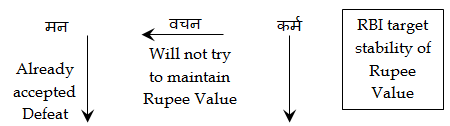 मन
वचन
कर्म
Already
accepted
Defeat
Will not try
to maintain
Rupee Value
RBI target
stability of
Rupee
Value